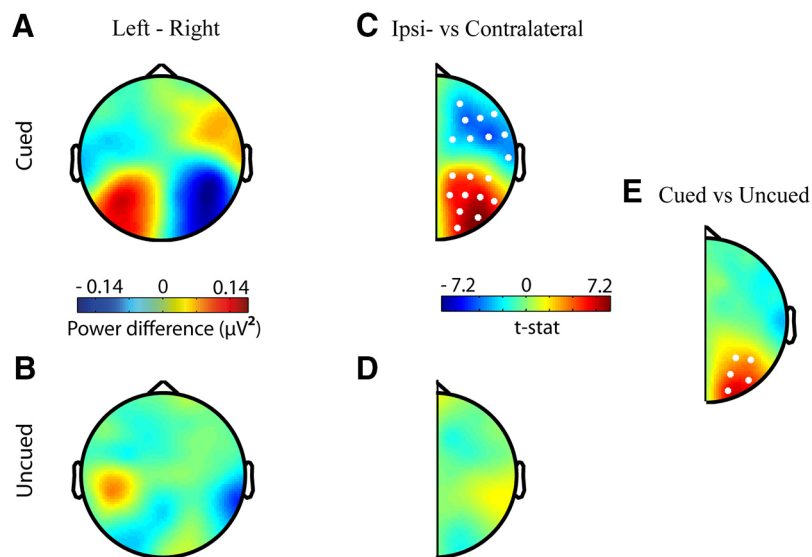 A
Left - Right
C
Ipsi- vs Contralateral
Cued
E
Cued vs Uncued
- 0.14
0
0.14
Power difference (µV²)
- 7.2
0
7.2
t-stat
B
D
Uncued